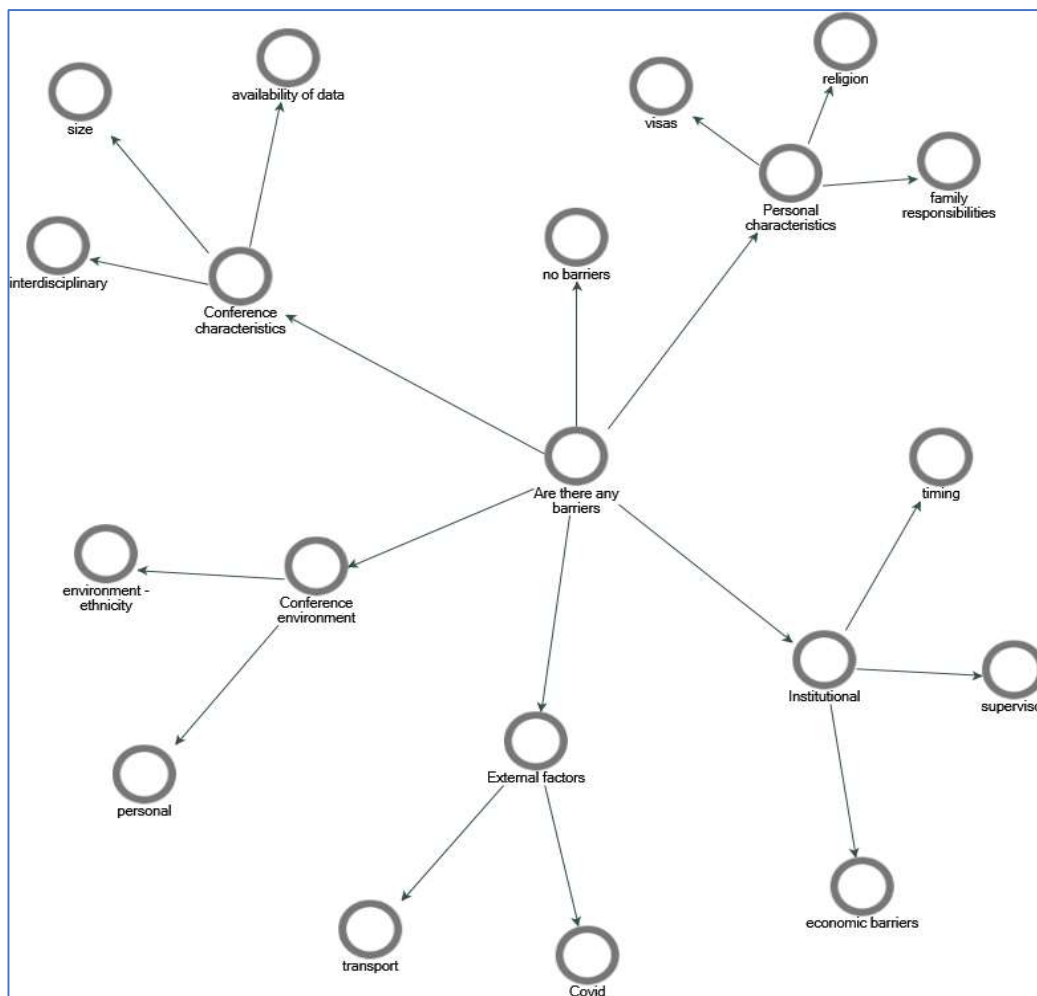 availability of data
size
interdisciplinary
Conference
characteristics
religion
visas
family
responsibilities
Personal
characteristics
no barriers
Are there any
barriers
timing
environment -
ethnicity
Conference
environment
Institutional
superviso
personal
External factors
economic barriers
transport
Covid